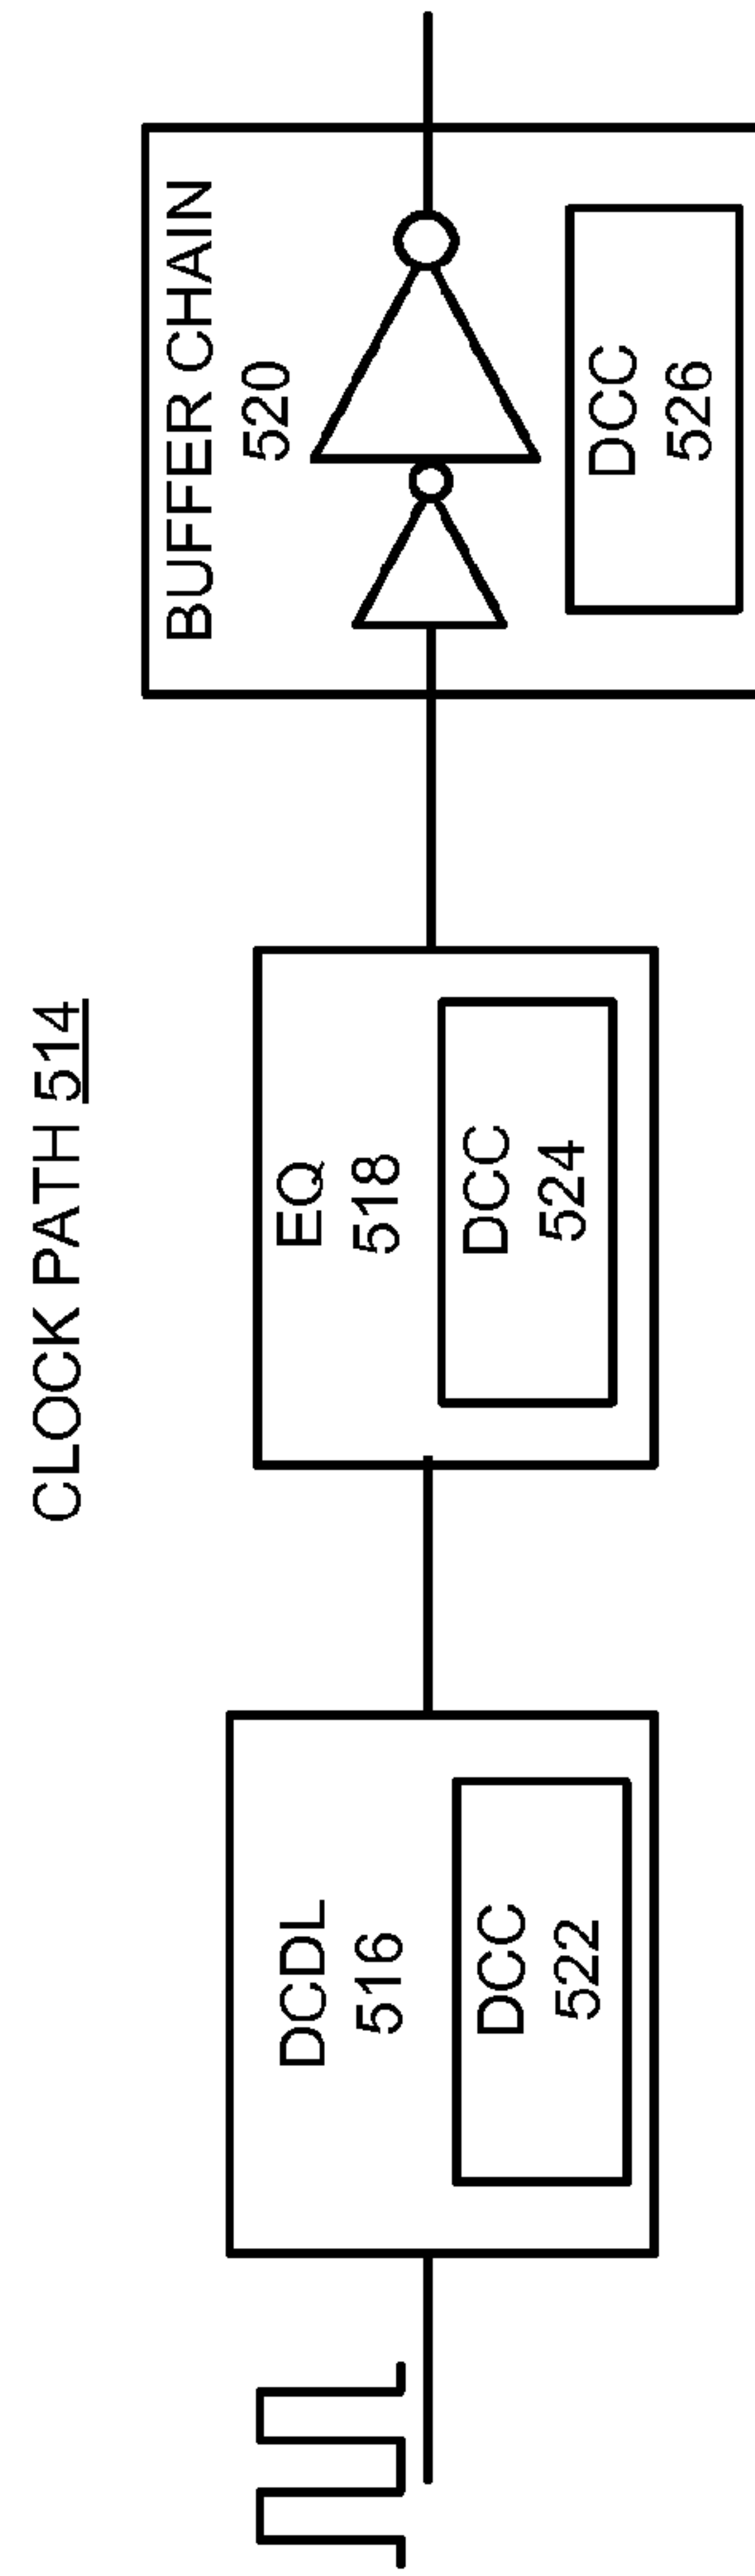 CLOCK PATH 514
DCDL
516
DCC
522
EQ
518
DCC
524
BUFFER CHAIN
520
DCC
526